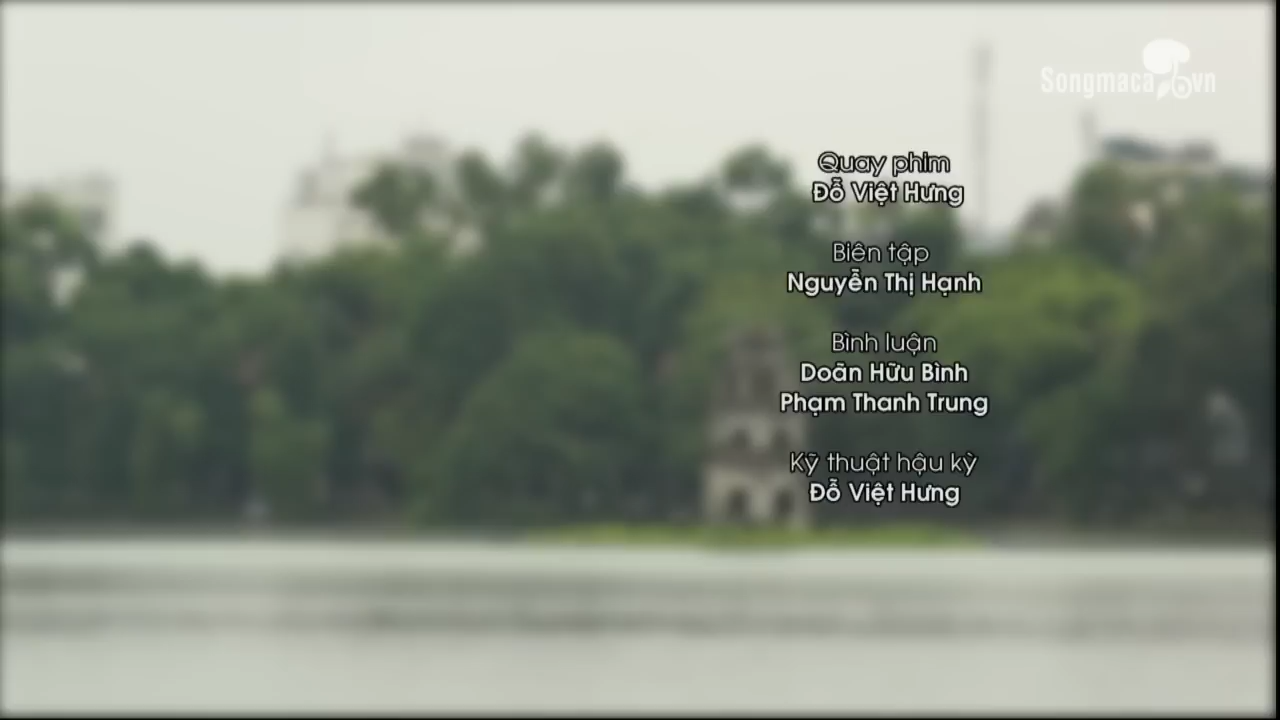 Songmaca.vn
Quay phim
Đỗ Việt Hưng
Biên tập
Nguyễn Thị Hạnh
Bình luận
Doãn Hữu Bình
Phạm Thanh Trung
Kỹ thuật hậu kỳ
Đỗ Việt Hưng